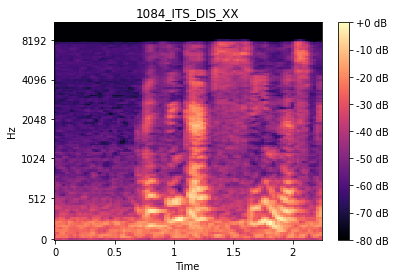 1084_ITS_DIS_XX
+0 dB
8192
-10 dB
4096
-20 dB
-30 dB
2048
Hz
-40 dB
1024
-50 dB
512
-60 dB
-70 dB
0
-80 dB
0 0.5 1 1.5 2
Time